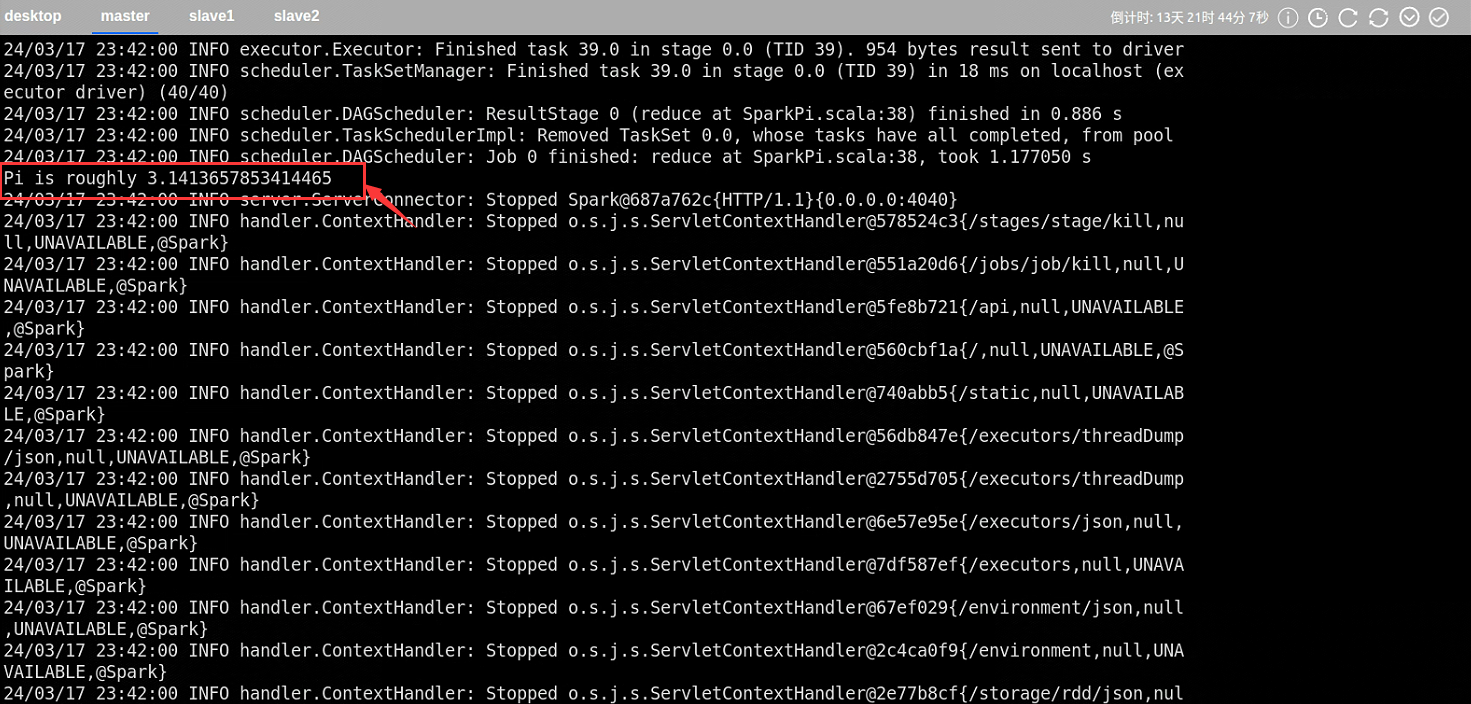 desktop master slave1 slave2 倒计时: 13天 21时 44分 7秒
24/03/17 23:42:00 INFO executor.Executor: Finished task 39.0 in stage 0.0 (TID 39). 954 bytes result sent to driver
24/03/17 23:42:00 INFO scheduler.TaskSetManager: Finished task 39.0 in stage 0.0 (TID 39) in 18 ms on localhost (ex
ecutor driver) (40/40)
24/03/17 23:42:00 INFO scheduler.DAGScheduler: ResultStage 0 (reduce at SparkPi.scala:38) finished in 0.886 s
24/03/17 23:42:00 INFO scheduler.TaskSchedulerImpl: Removed TaskSet 0.0, whose tasks have all completed, from pool
24/03/17 23:42:00 INFO scheduler.DAGScheduler: Job 0 finished: reduce at SparkPi.scala:38, took 1.177050 s
Pi is roughly 3.1413657853414465
24/03/17 23:42:00 INFO server.ServerConnector: Stopped Spark@687a762c{HTTP/1.1}{0.0.0.0:4040}
24/03/17 23:42:00 INFO handler.ContextHandler: Stopped o.s.j.s.ServletContextHandler@578524c3{/stages/stage/kill,nu
ll,UNAVAILABLE,@Spark}
24/03/17 23:42:00 INFO handler.ContextHandler: Stopped o.s.j.s.ServletContextHandler@551a20d6{/jobs/job/kill,null,U
NAVAILABLE,@Spark}
24/03/17 23:42:00 INFO handler.ContextHandler: Stopped o.s.j.s.ServletContextHandler@5fe8b721{/api,null,UNAVAILABLE
,@Spark}
24/03/17 23:42:00 INFO handler.ContextHandler: Stopped o.s.j.s.ServletContextHandler@560cbf1a{/,null,UNAVAILABLE,@S
park}
24/03/17 23:42:00 INFO handler.ContextHandler: Stopped o.s.j.s.ServletContextHandler@740abb5{/static,null,UNAVAILAB
LE,@Spark}
24/03/17 23:42:00 INFO handler.ContextHandler: Stopped o.s.j.s.ServletContextHandler@56db847e{/executors/threadDump
/json,null,UNAVAILABLE,@Spark}
24/03/17 23:42:00 INFO handler.ContextHandler: Stopped o.s.j.s.ServletContextHandler@2755d705{/executors/threadDump
,null,UNAVAILABLE,@Spark}
24/03/17 23:42:00 INFO handler.ContextHandler: Stopped o.s.j.s.ServletContextHandler@6e57e95e{/executors/json,null,
UNAVAILABLE,@Spark}
24/03/17 23:42:00 INFO handler.ContextHandler: Stopped o.s.j.s.ServletContextHandler@7df587ef{/executors,null,UNAVA
ILABLE,@Spark}
24/03/17 23:42:00 INFO handler.ContextHandler: Stopped o.s.j.s.ServletContextHandler@67ef029{/environment/json,null
,UNAVAILABLE,@Spark}
24/03/17 23:42:00 INFO handler.ContextHandler: Stopped o.s.j.s.ServletContextHandler@2c4ca0f9{/environment,null,UNA
VAILABLE,@Spark}
24/03/17 23:42:00 INFO handler.ContextHandler: Stopped o.s.j.s.ServletContextHandler@2e77b8cf{/storage/rdd/json,nul